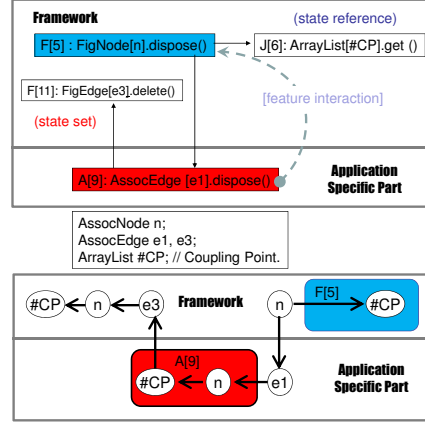 Framework
(state reference)
F[5] : FigNode[n].dispose()
J[6]: ArrayList[#CP].get ()
F[11]: FigEdge[e3].delete()
[feature interaction]
(state set)
A[9]: AssocEdge [e1].dispose()
Application
Specific Part
AssocNode n;
AssocEdge e1, e3;
ArrayList #CP; // Coupling Point.
#CP n e3 Framework n F[5] #CP
A[9]
#CP n e1
Application
Specific Part